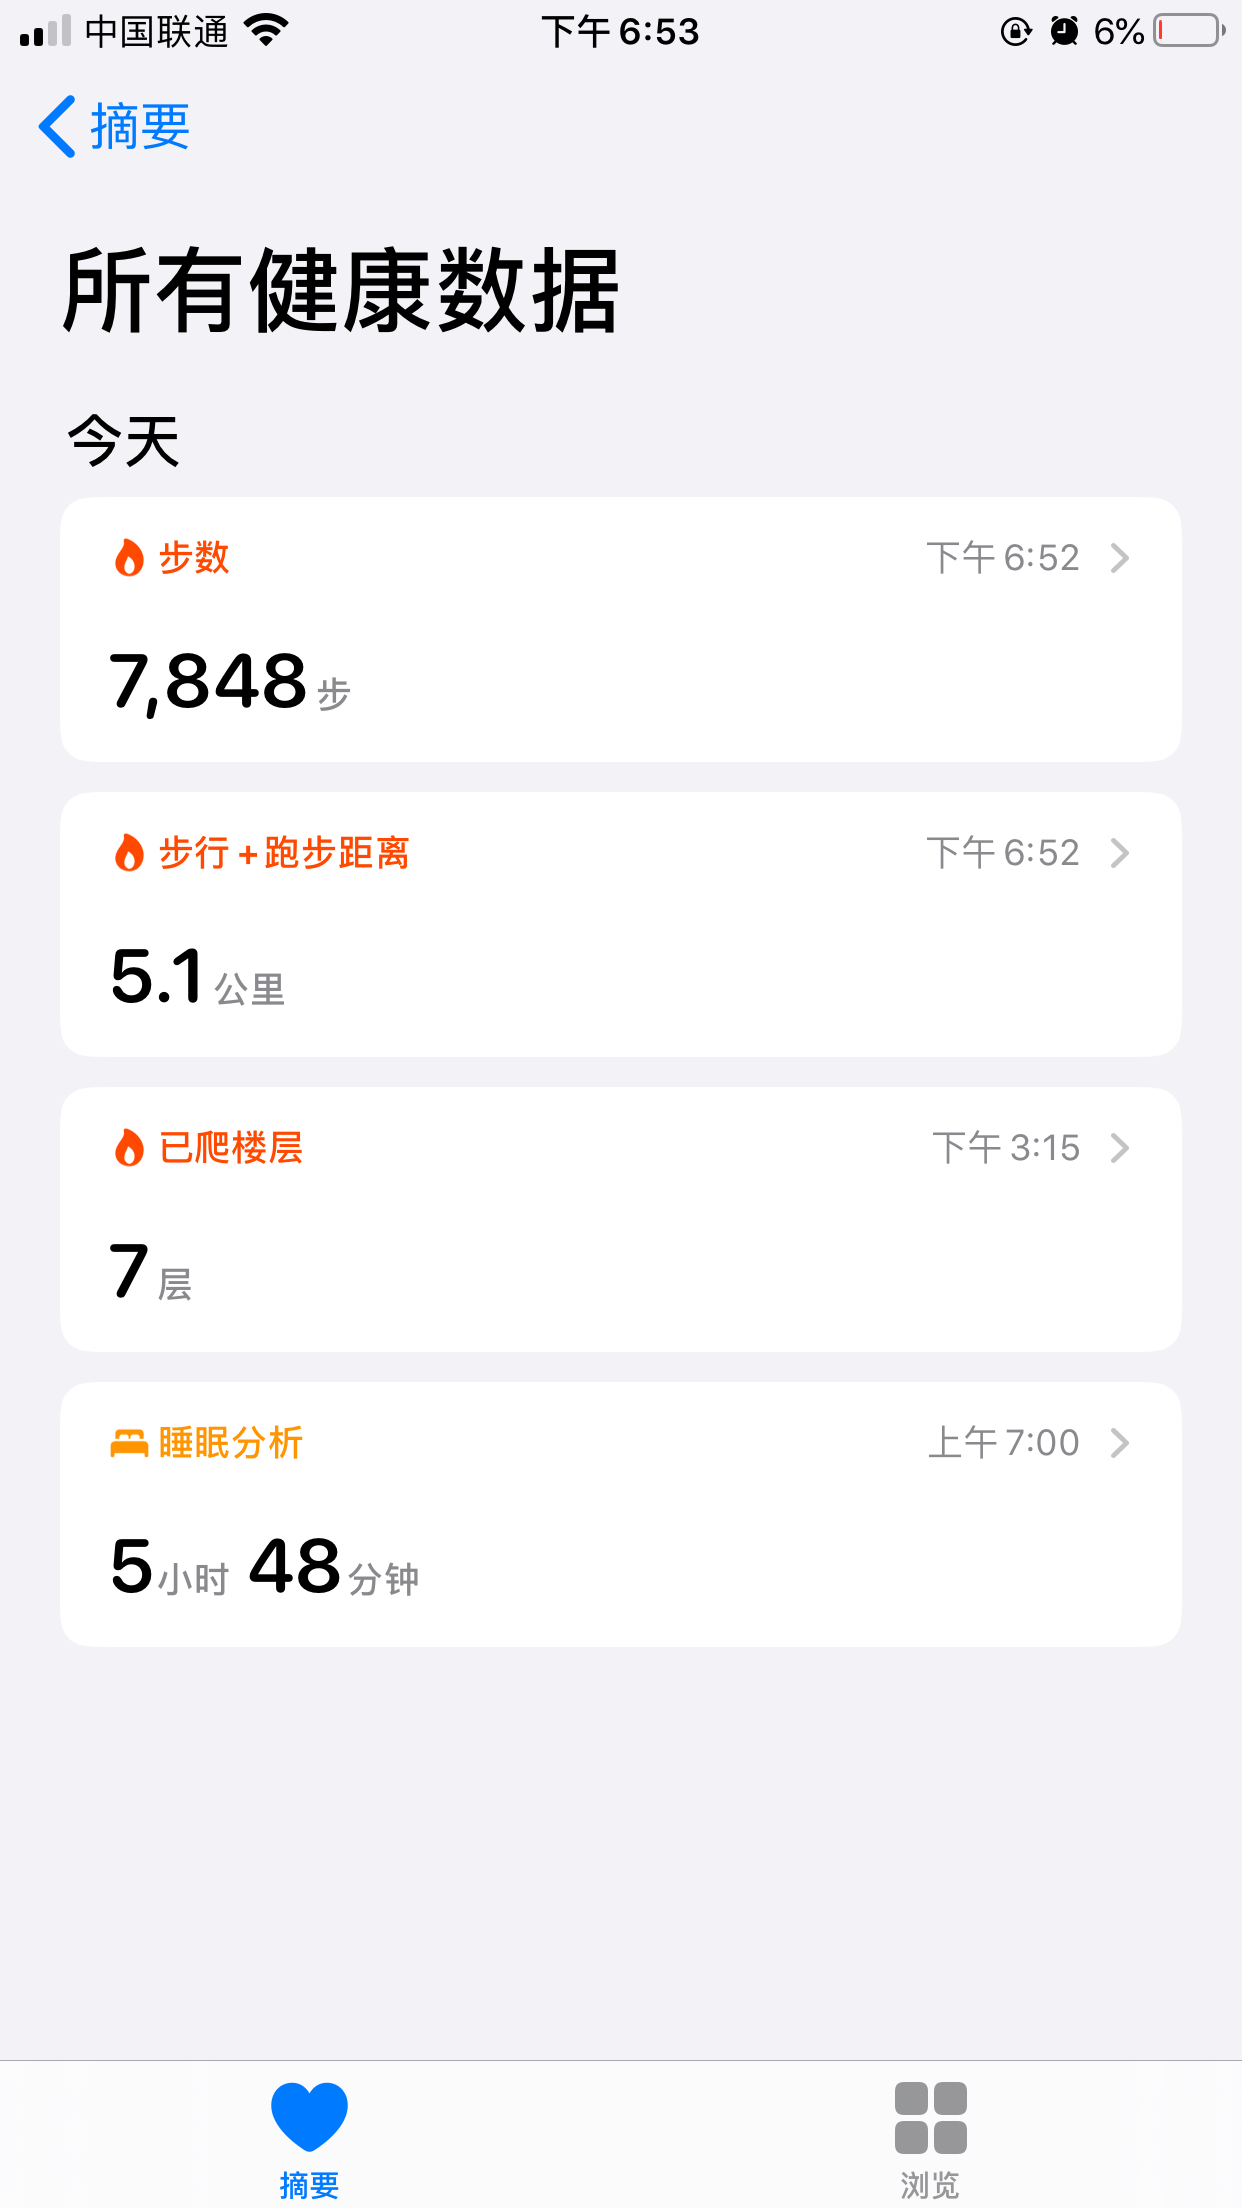 中国联通 下午 6:53 6%
摘要
所有健康数据
今天
步数 下午 6:52
7,848 步
步行 + 跑步距离 下午 6:52
5.1 公里
已爬楼层 下午 3:15
7 层
睡眠分析 上午 7:00
5 小时 48 分钟
摘要 浏览